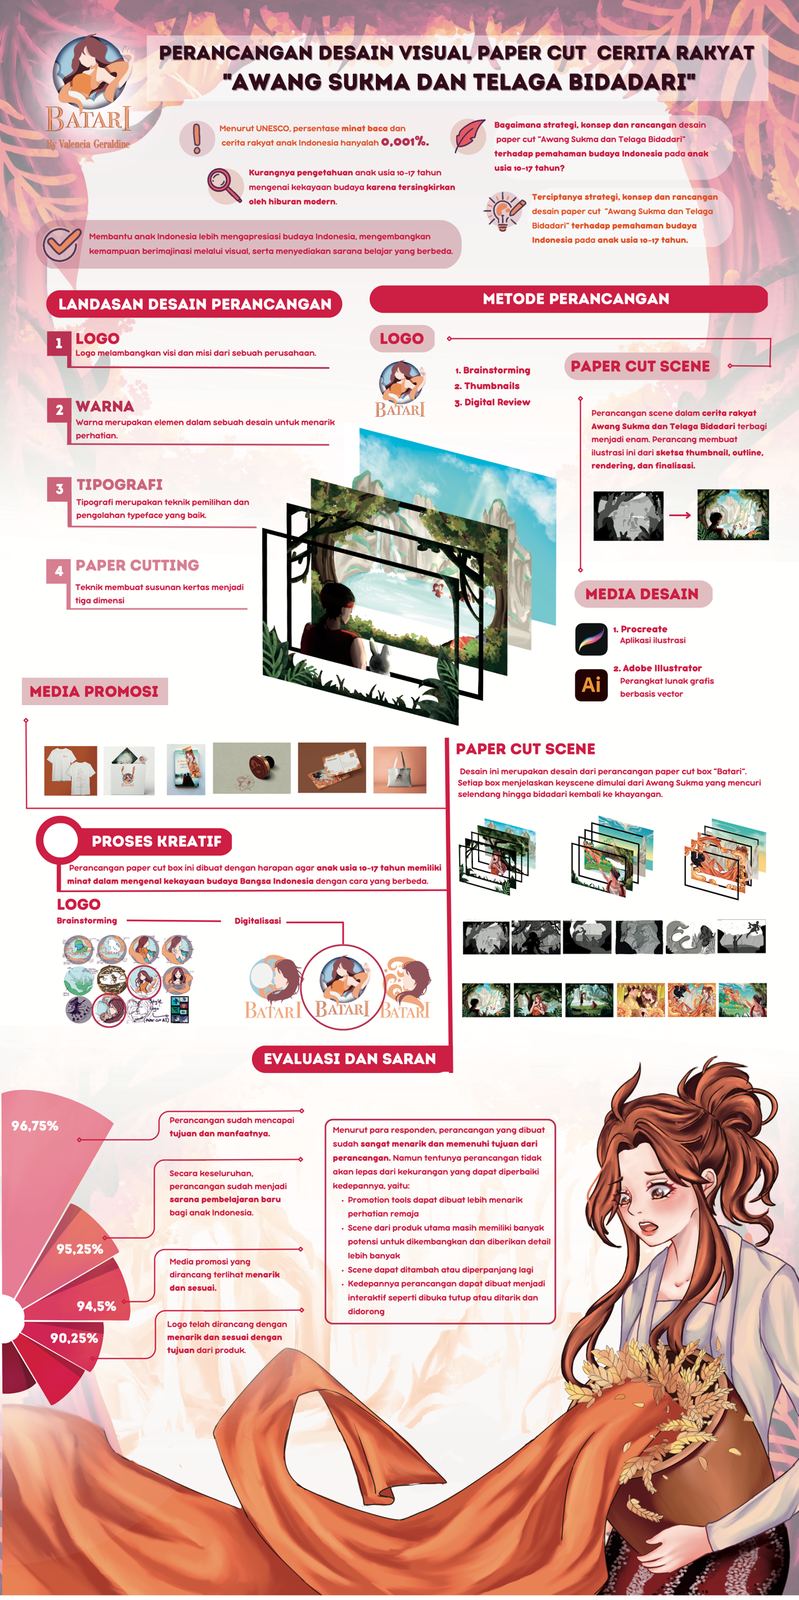 PERANCANGAN DESAIN VISUAL PAPER CUT CERITA RAKYAT
"AWANG SUKMA DAN TELAGA BIDADARI"
BATARI
By Valencia Geraldine
Menurut UNESCO, persentase minat baca dan
cerita rakyat anak Indonesia hanyalah 0,001%.
Kurangnya pengetahuan anak usia 10-17 tahun
mengenai kekayaan budaya karena tersingkirkan
oleh hiburan modern.
Bagaimana strategi, konsep dan rancangan desain
paper cut "Awang Sukma dan Telaga Bidadari"
terhadap pemahaman budaya Indonesia pada anak
usia 10-17 tahun?
Terciptanya strategi, konsep dan rancangan
desain paper cut "Awang Sukma dan Telaga
Bidadari" terhadap pemahaman budaya
Indonesia pada anak usia 10-17 tahun.
Membantu anak Indonesia lebih mengapresiasi budaya Indonesia, mengembangkan
kemampuan berimajinasi melalui visual, serta menyediakan sarana belajar yang berbeda.
LANDASAN DESAIN PERANCANGAN
1 LOGO
Logo melambangkan visi dan misi dari sebuah perusahaan.
2 WARNA
Warna merupakan elemen dalam sebuah desain untuk menarik
perhatian.
3 TIPOGRAFI
Tipografi merupakan teknik pemilihan dan
pengolahan typeface yang baik.
4 PAPER CUTTING
Teknik membuat susunan kertas menjadi
tiga dimensi
METODE PERANCANGAN
LOGO
BATARI
1. Brainstorming
2. Thumbnails
3. Digital Review
PAPER CUT SCENE
Perancangan scene dalam cerita rakyat
Awang Sukma dan Telaga Bidadari terbagi
menjadi enam. Perancang membuat
ilustrasi ini dari sketsa thumbnail, outline,
rendering, dan finalisasi.
MEDIA DESAIN
1. Procreate
Aplikasi ilustrasi
Ai
2. Adobe Illustrator
Perangkat lunak grafis
berbasis vector
MEDIA PROMOSI
PROSES KREATIF
Perancangan paper cut box ini dibuat dengan harapan agar anak usia 10-17 tahun memiliki
minat dalam mengenal kekayaan budaya Bangsa Indonesia dengan cara yang berbeda.
LOGO
Brainstorming
Digitalisasi
BATARI
BATARI
BATARI
PAPER CUT SCENE
Desain ini merupakan desain dari perancangan paper cut box "Batari".
Setiap box menjelaskan keyscene dimulai dari Awang Sukma yang mencuri
selendang hingga bidadari kembali ke khayangan.
EVALUASI DAN SARAN
96,75%
Perancangan sudah mencapai
tujuan dan manfaatnya.
95,25%
Secara keseluruhan,
perancangan sudah menjadi
sarana pembelajaran baru
bagi anak Indonesia.
94,5%
Media promosi yang
dirancang terlihat menarik
dan sesuai.
90,25%
Logo telah dirancang dengan
menarik dan sesuai dengan
tujuan dari produk.
Menurut para responden, perancangan yang dibuat
sudah sangat menarik dan memenuhi tujuan dari
perancangan. Namun tentunya perancangan tidak
akan lepas dari kekurangan yang dapat diperbaiki
kedepannya, yaitu:
• Promotion tools dapat dibuat lebih menarik
perhatian remaja
• Scene dari produk utama masih memiliki banyak
potensi untuk dikembangkan dan diberikan detail
lebih banyak
• Scene dapat ditambah atau diperpanjang lagi
• Kedepannya perancangan dapat dibuat menjadi
interaktif seperti dibuka tutup atau ditarik dan
didorong